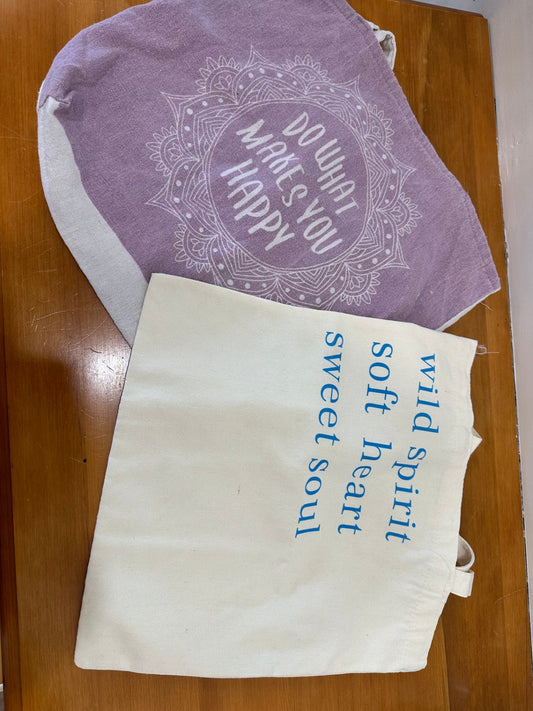 DO WHAT
MAKES YOU
HAPPY
wild spirit
soft heart
sweet soul